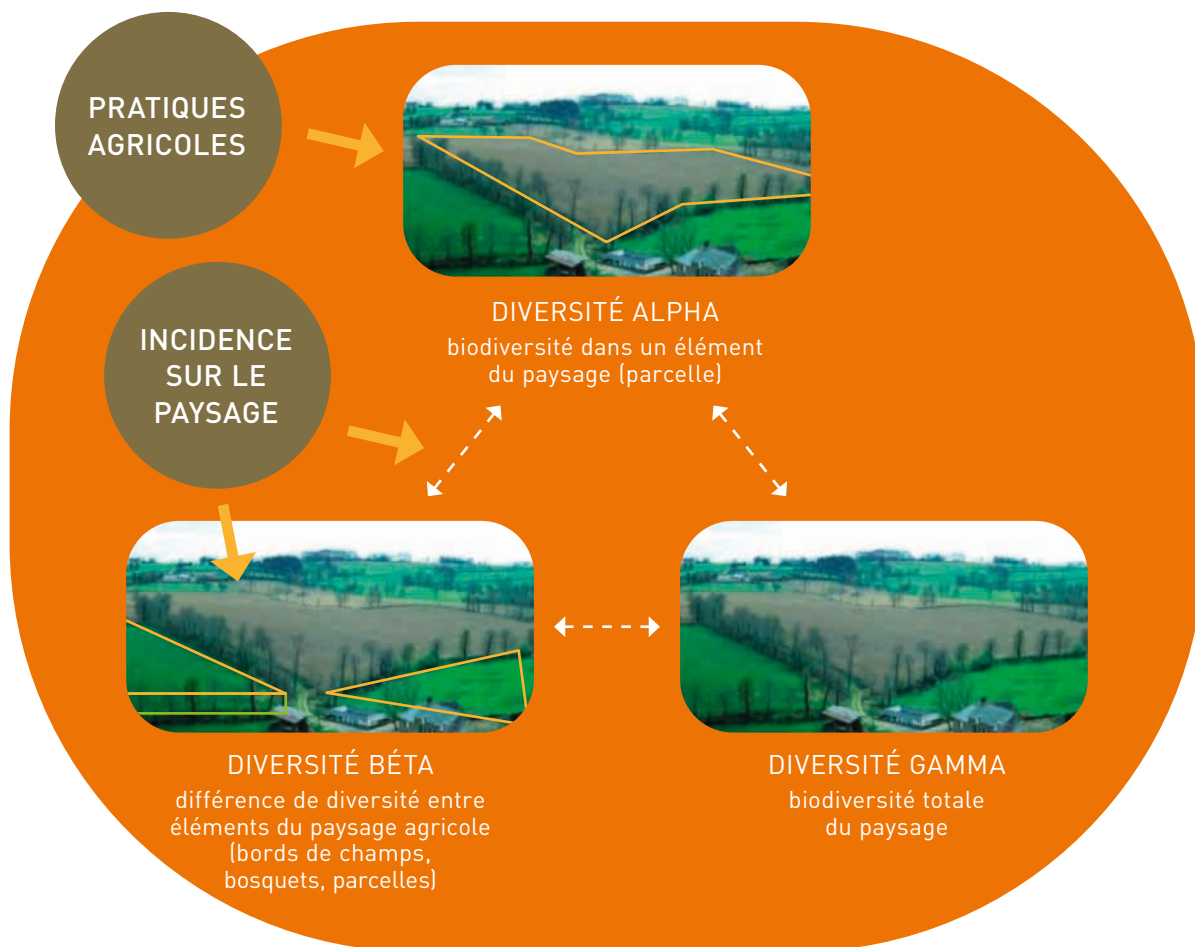 PRATIQUES
AGRICOLES
DIVERSITÉ ALPHA
biodiversité dans un élément
du paysage (parcelle)
INCIDENCE
SUR LE
PAYSAGE
DIVERSITÉ BÉTA
différence de diversité entre
éléments du paysage agricole
(bords de champs,
bosquets, parcelles)
DIVERSITÉ GAMMA
biodiversité totale
du paysage